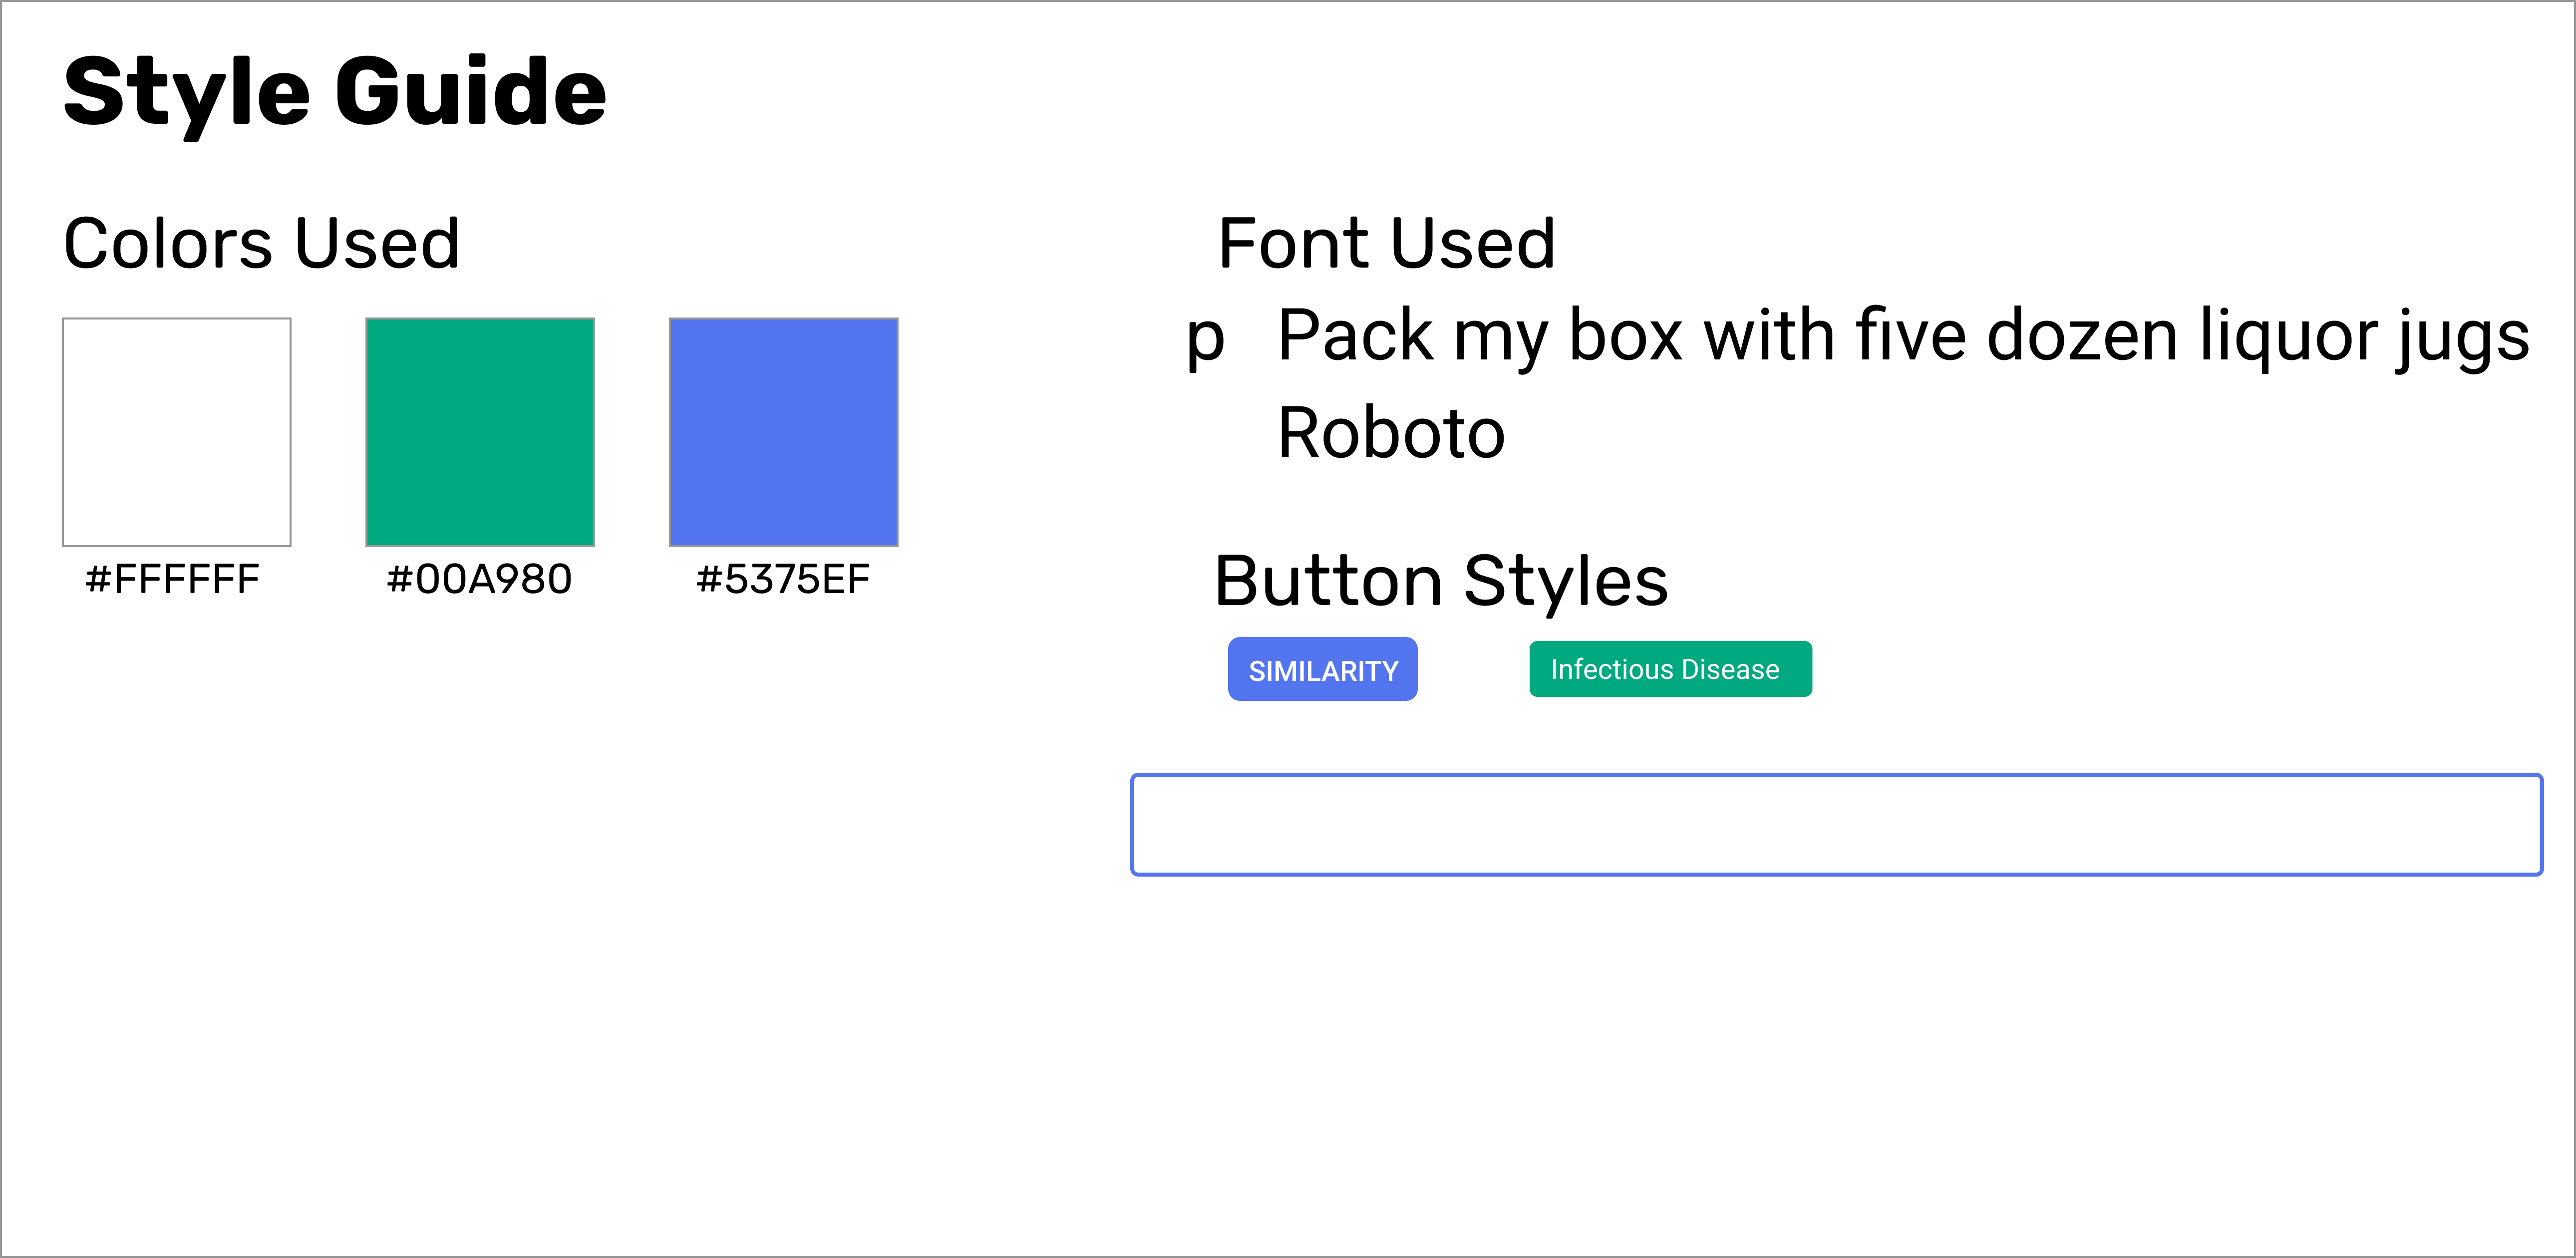 Style Guide
Colors Used
#FFFFFF
#00A980
#5375EF
Font Used
p Pack my box with five dozen liquor jugs
Roboto
Button Styles
SIMILARITY
Infectious Disease